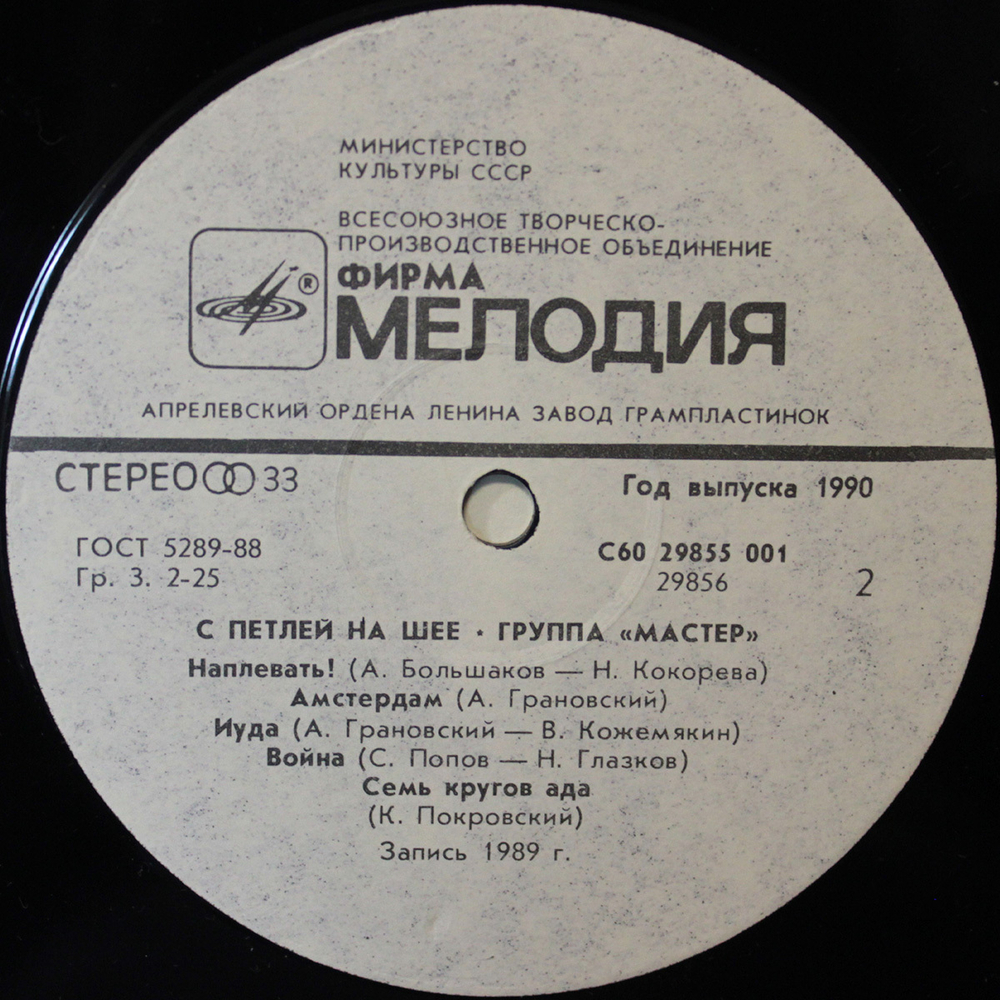 МИНИСТЕРСТВО
КУЛЬТУРЫ СССР
ВСЕСОЮЗНОЕ ТВОРЧЕСКО-
ПРОИЗВОДСТВЕННОЕ ОБЪЕДИНЕНИЕ
ФИРМА
®
МЕЛОДИЯ
АПРЕЛЕВСКИЙ ОРДЕНА ЛЕНИНА ЗАВОД ГРАМПЛАСТИНОК
СТЕРЕО 33
Год выпуска 1990
ГОСТ 5289-88
Гр. 3. 2-25
С60 29855 001
29856
2
С ПЕТЛЕЙ НА ШЕЕ · ГРУППА «МАСТЕР»
Наплевать! (А. Большаков — Н. Кокорева)
Амстердам (А. Грановский)
Иуда (А. Грановский — В. Кожемякин)
Война (С. Попов — Н. Глазков)
Семь кругов ада
(К. Покровский)
Запись 1989 г.